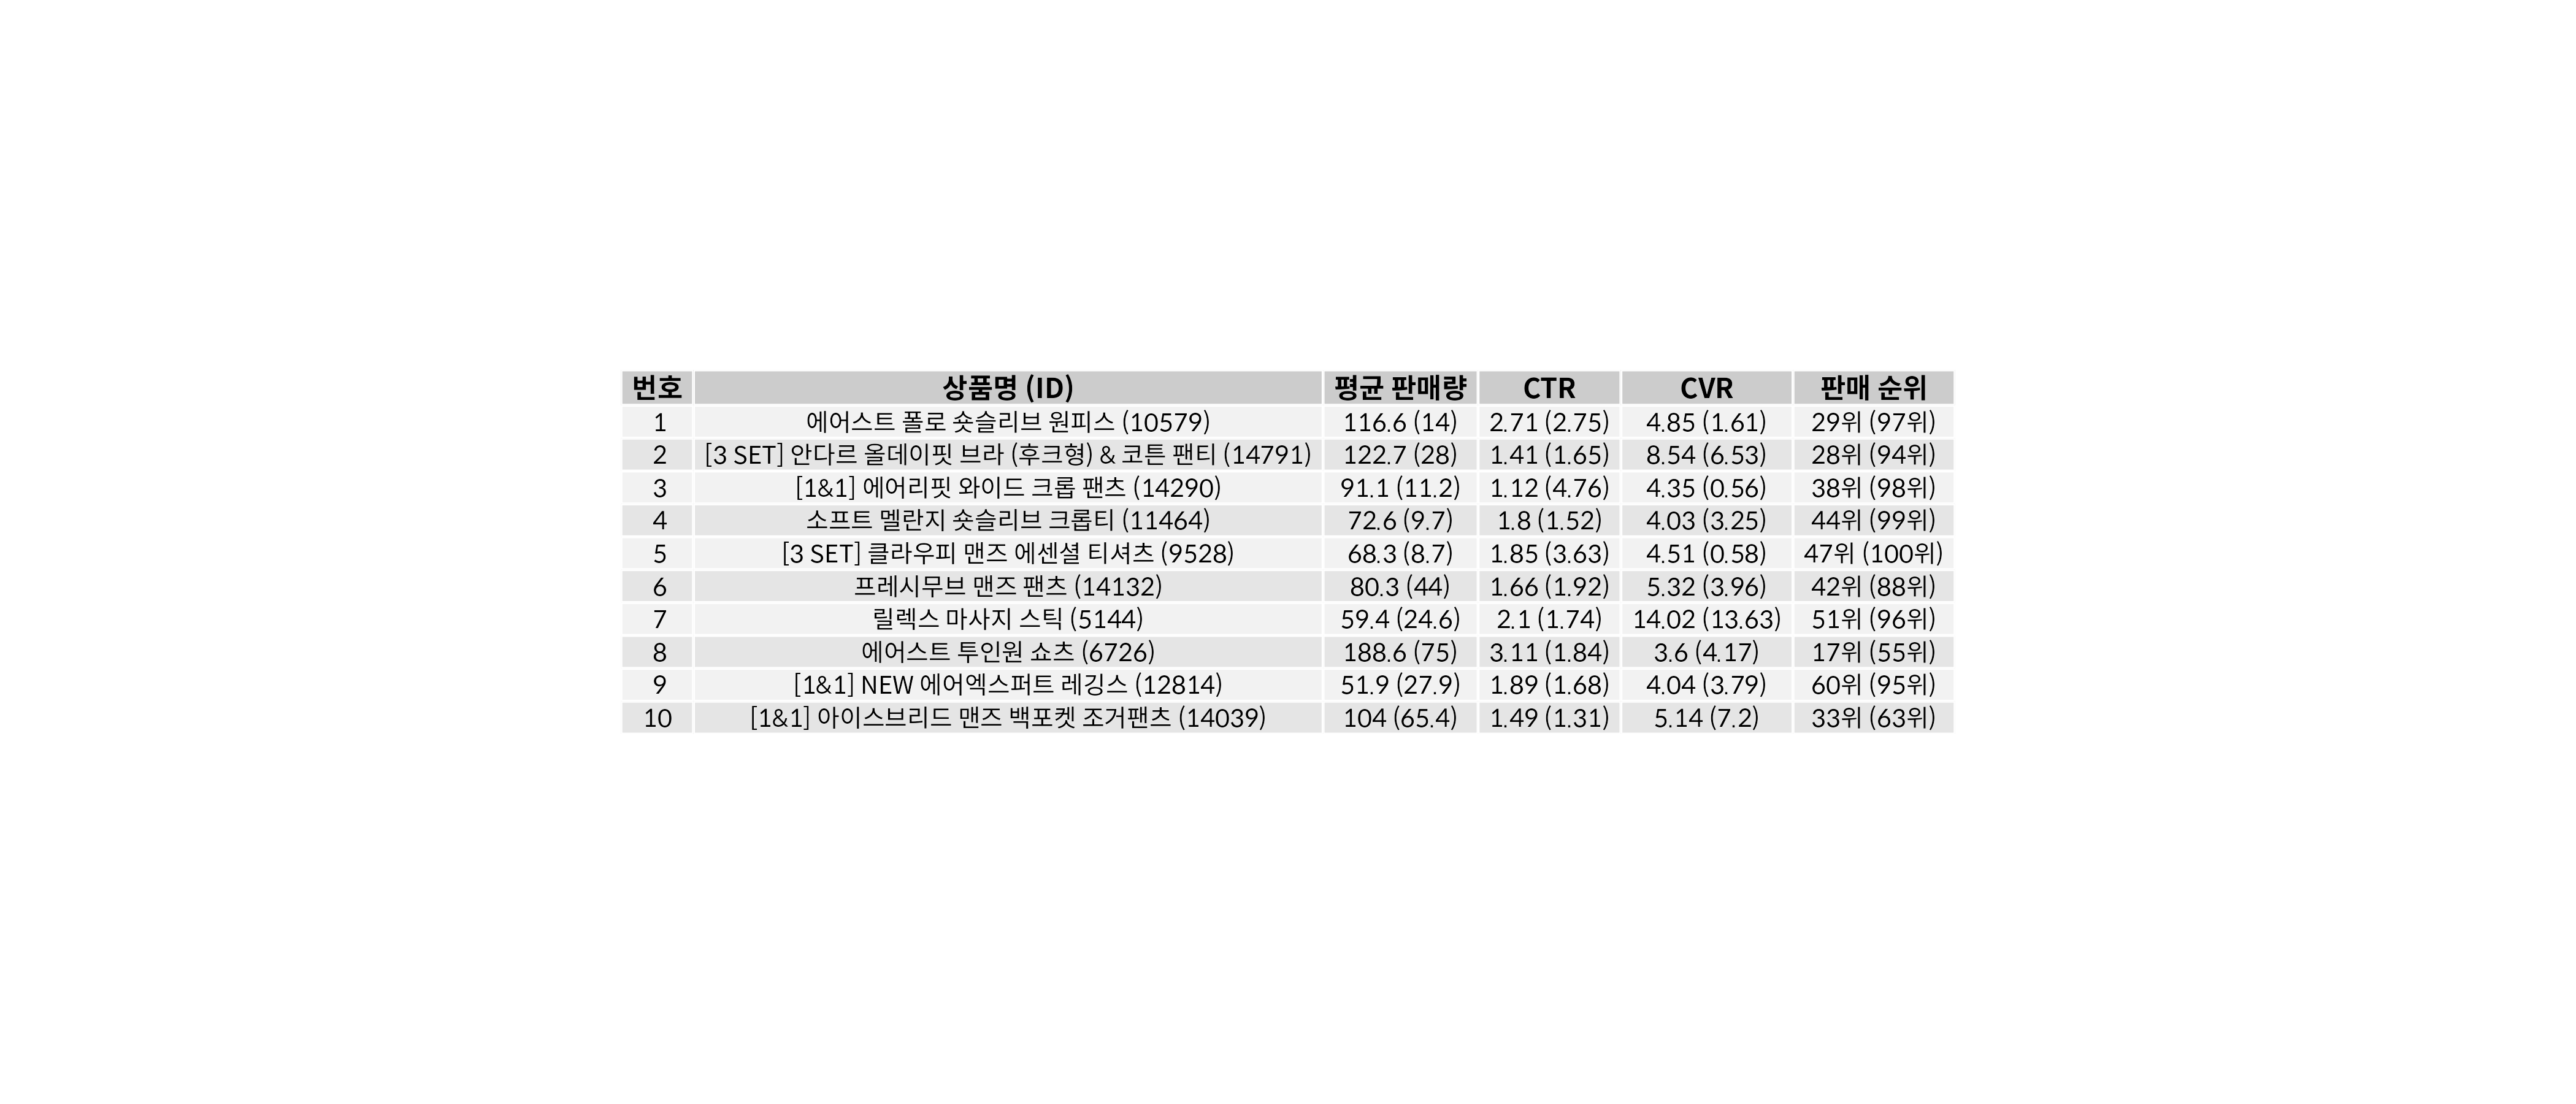 번호 상품명 (ID) 평균 판매량 CTR CVR 판매 순위
1 에어스트 폴로 숏슬리브 원피스 (10579) 116.6 (14) 2.71 (2.75) 4.85 (1.61) 29위 (97위)
2 [3 SET] 안다르 올데이핏 브라 (후크형) & 코튼 팬티 (14791) 122.7 (28) 1.41 (1.65) 8.54 (6.53) 28위 (94위)
3 [1&1] 에어리핏 와이드 크롭 팬츠 (14290) 91.1 (11.2) 1.12 (4.76) 4.35 (0.56) 38위 (98위)
4 소프트 멜란지 숏슬리브 크롭티 (11464) 72.6 (9.7) 1.8 (1.52) 4.03 (3.25) 44위 (99위)
5 [3 SET] 클라우피 맨즈 에센셜 티셔츠 (9528) 68.3 (8.7) 1.85 (3.63) 4.51 (0.58) 47위 (100위)
6 프레시무브 맨즈 팬츠 (14132) 80.3 (44) 1.66 (1.92) 5.32 (3.96) 42위 (88위)
7 릴렉스 마사지 스틱 (5144) 59.4 (24.6) 2.1 (1.74) 14.02 (13.63) 51위 (96위)
8 에어스트 투인원 쇼츠 (6726) 188.6 (75) 3.11 (1.84) 3.6 (4.17) 17위 (55위)
9 [1&1] NEW 에어엑스퍼트 레깅스 (12814) 51.9 (27.9) 1.89 (1.68) 4.04 (3.79) 60위 (95위)
10 [1&1] 아이스브리드 맨즈 백포켓 조거팬츠 (14039) 104 (65.4) 1.49 (1.31) 5.14 (7.2) 33위 (63위)